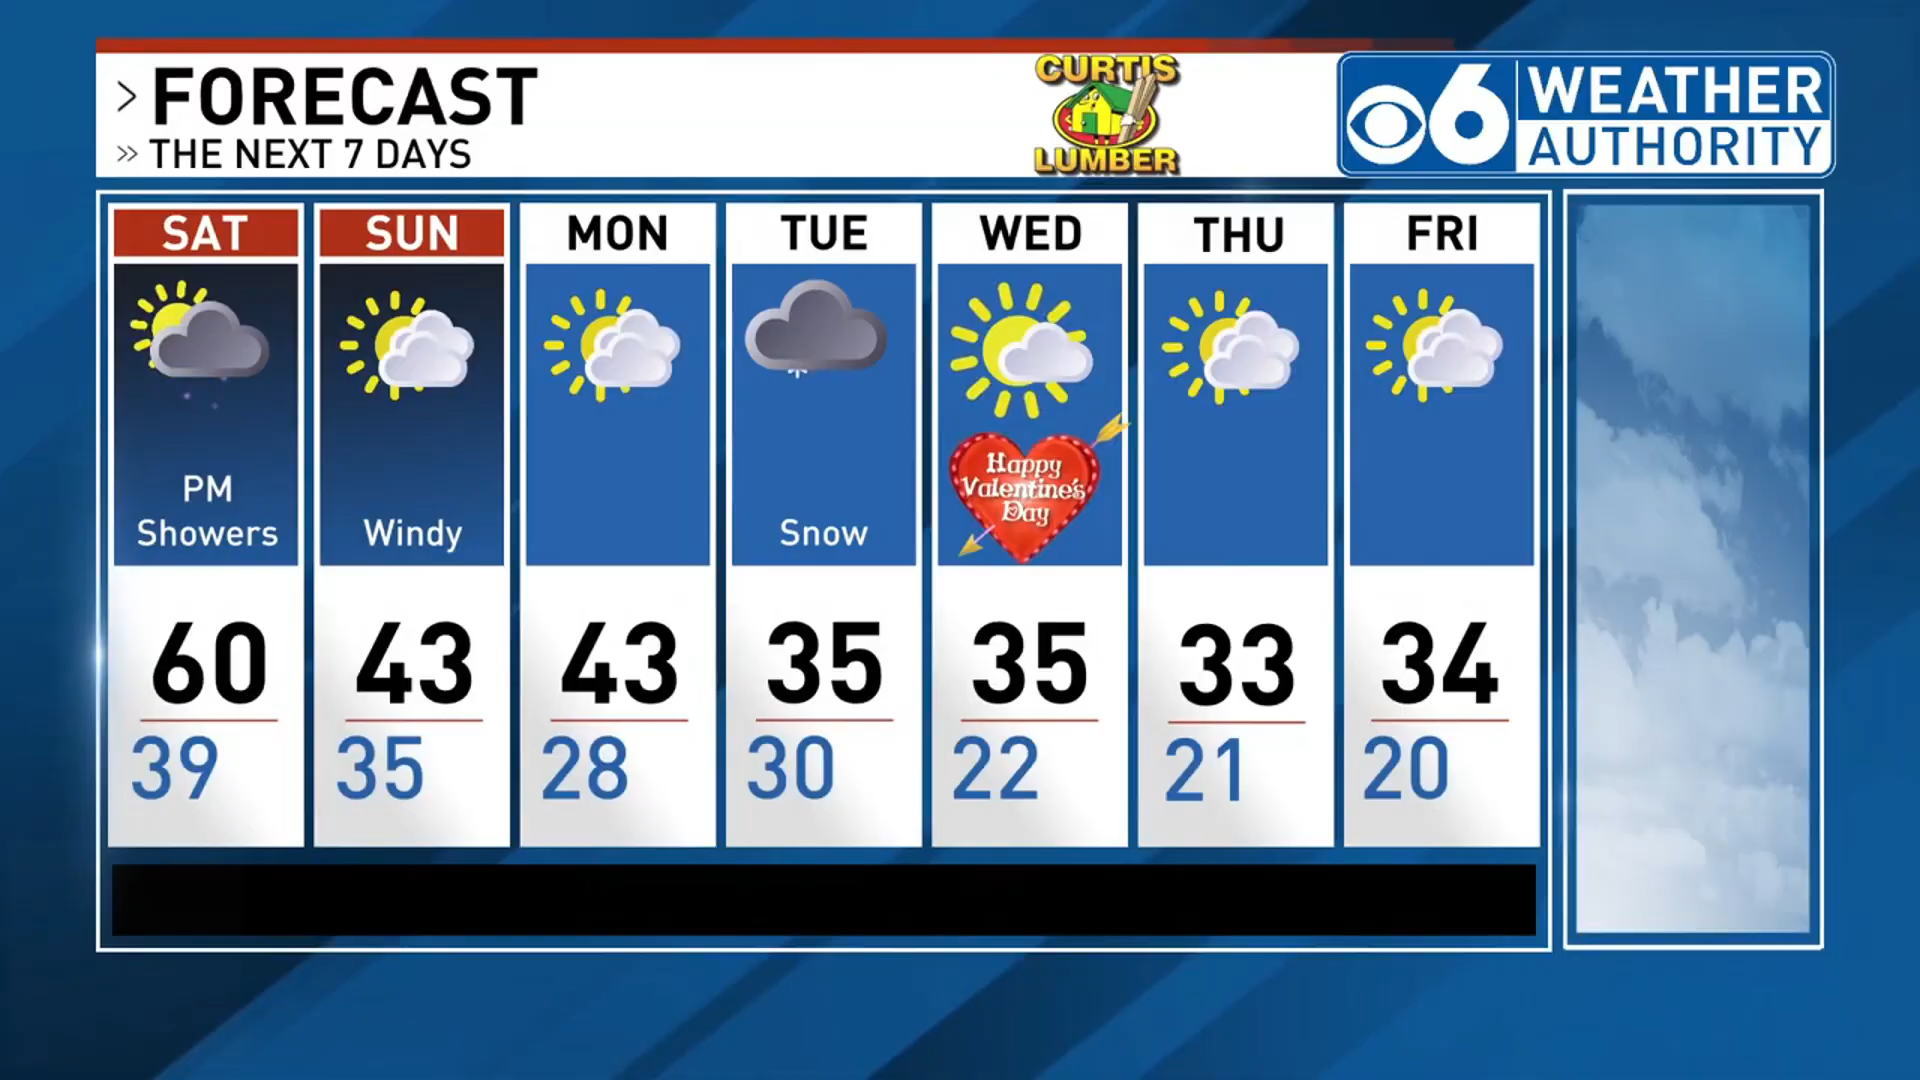 > FORECAST
» THE NEXT 7 DAYS
CURTIS
LUMBER
6 WEATHER
AUTHORITY
SAT
SUN
MON
TUE
WED
THU
FRI
PM
Showers
Windy
Snow
Happy
Valentine's
Day
60
43
43
35
35
33
34
39
35
28
30
22
21
20